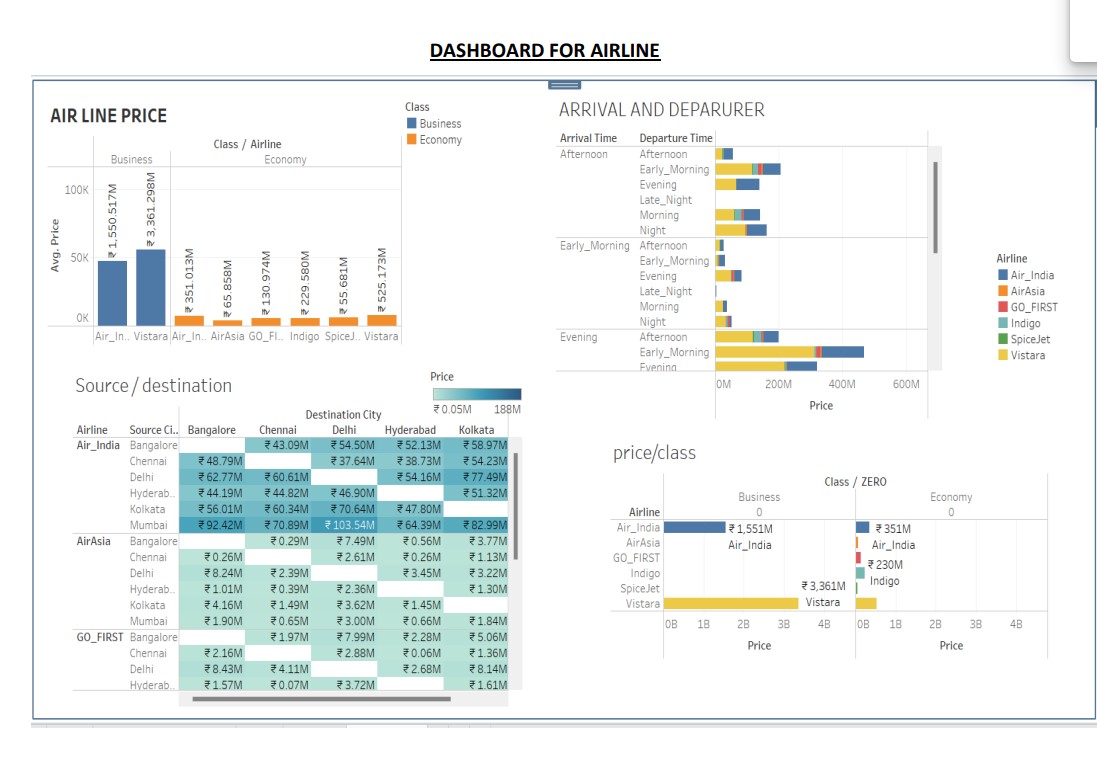 DASHBOARD FOR AIRLINE
AIR LINE PRICE
Class
Business
Economy
Class / Airline
Business Economy
Avg. Price
100K
50K
0K
₹ 1,550.517M
₹ 3,361.298M
₹ 351.013M
₹ 65.858M
₹ 130.974M
₹ 229.580M
₹ 55.681M
₹ 525.173M
Air_In.. Vistara Air_In.. AirAsia GO_FI.. Indigo SpiceJ.. Vistara
ARRIVAL AND DEPARURER
Arrival Time Departure Time
Afternoon Afternoon
Early_Morning
Evening
Late_Night
Morning
Night
Early_Morning Afternoon
Early_Morning
Evening
Late_Night
Morning
Night
Evening Afternoon
Early_Morning
Evening
0M 200M 400M 600M
Price
Airline
Air_India
AirAsia
GO_FIRST
Indigo
SpiceJet
Vistara
Source / destination
Price
₹ 0.05M 188M
Destination City
Airline Source Ci.. Bangalore Chennai Delhi Hyderabad Kolkata
Air_India Bangalore ₹ 43.09M ₹ 54.50M ₹ 52.13M ₹ 58.97M
Chennai ₹ 48.79M ₹ 37.64M ₹ 38.73M ₹ 54.23M
Delhi ₹ 62.77M ₹ 60.61M ₹ 54.16M ₹ 77.49M
Hyderab.. ₹ 44.19M ₹ 44.82M ₹ 46.90M ₹ 51.32M
Kolkata ₹ 56.01M ₹ 60.34M ₹ 70.64M ₹ 47.80M
Mumbai ₹ 92.42M ₹ 70.89M ₹ 103.54M ₹ 64.39M ₹ 82.99M
AirAsia Bangalore ₹ 0.29M ₹ 7.49M ₹ 0.56M ₹ 3.77M
Chennai ₹ 0.26M ₹ 2.61M ₹ 0.26M ₹ 1.13M
Delhi ₹ 8.24M ₹ 2.39M ₹ 3.45M ₹ 3.22M
Hyderab.. ₹ 1.01M ₹ 0.39M ₹ 2.36M ₹ 1.30M
Kolkata ₹ 4.16M ₹ 1.49M ₹ 3.62M ₹ 1.45M
Mumbai ₹ 1.90M ₹ 0.65M ₹ 3.00M ₹ 0.66M ₹ 1.84M
GO_FIRST Bangalore ₹ 1.97M ₹ 7.99M ₹ 2.28M ₹ 5.06M
Chennai ₹ 2.16M ₹ 2.88M ₹ 0.06M ₹ 1.36M
Delhi ₹ 8.43M ₹ 4.11M ₹ 2.68M ₹ 8.14M
Hyderab.. ₹ 1.57M ₹ 0.07M ₹ 3.72M ₹ 1.61M
price/class
Class / ZERO
Business Economy
Airline 0 0
Air_India ₹ 1,551M ₹ 351M
AirAsia Air_India Air_India
GO_FIRST ₹ 230M
Indigo Indigo
SpiceJet ₹ 3,361M
Vistara Vistara
0B 1B 2B 3B 4B 0B 1B 2B 3B 4B
Price Price